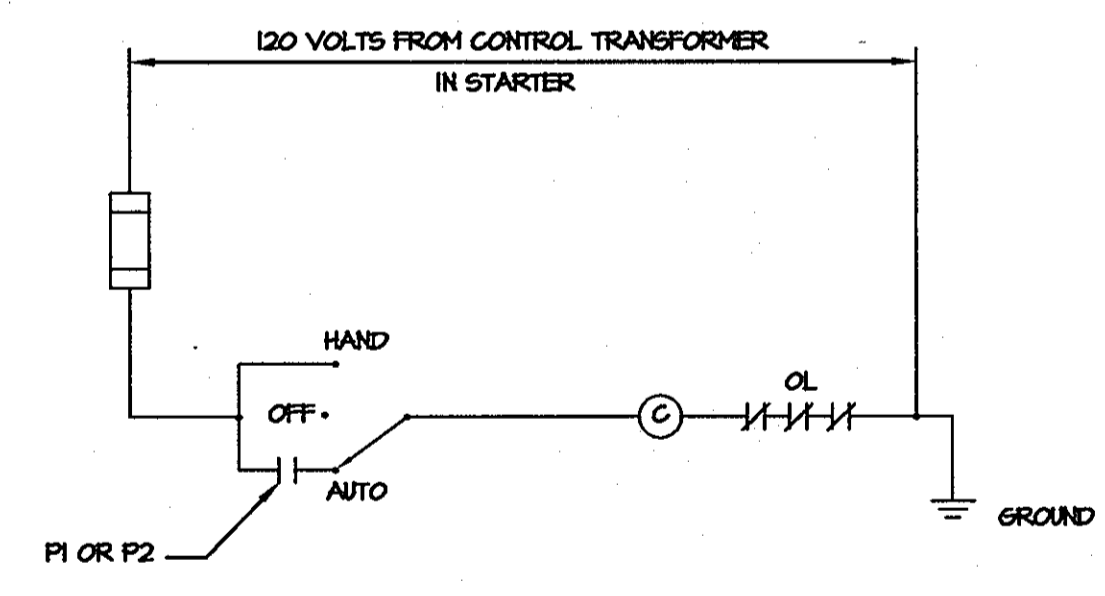 120 VOLTS FROM CONTROL TRANSFORMER
IN STARTER
HAND
OFF
OL
C
AUTO
GROUND
P1 OR P2